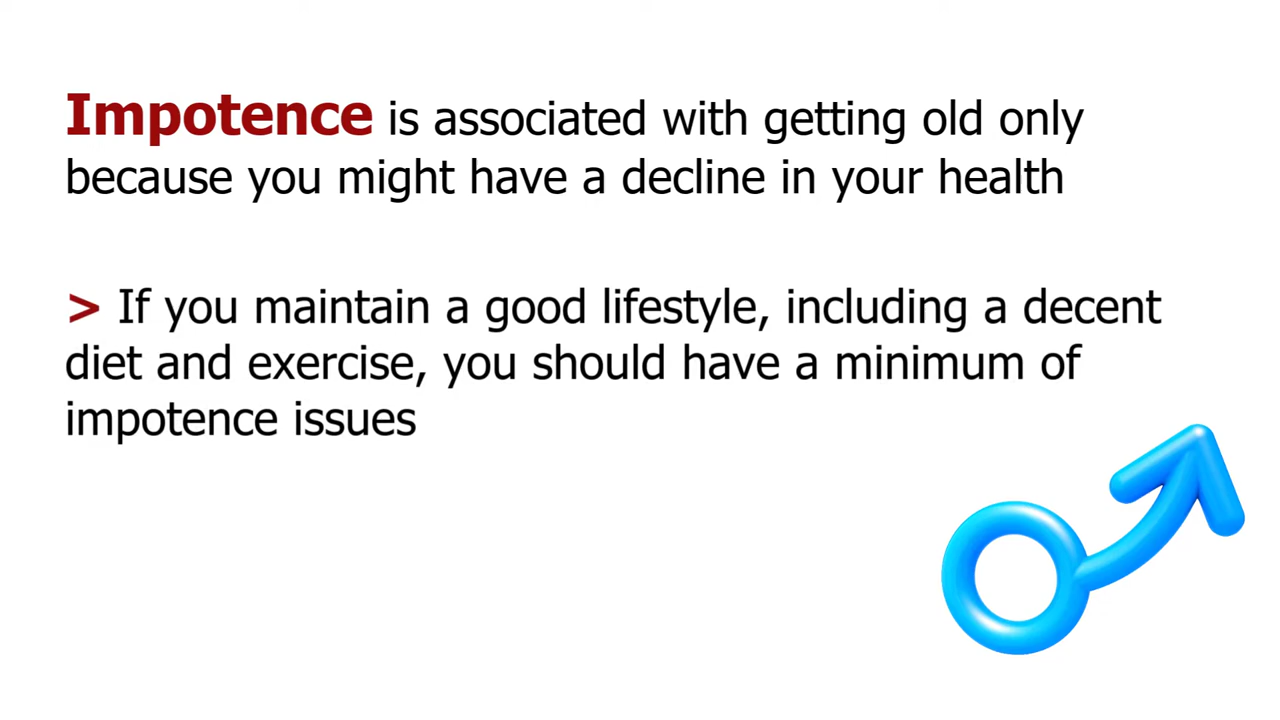 Impotence is associated with getting old only
because you might have a decline in your health
> If you maintain a good lifestyle, including a decent
diet and exercise, you should have a minimum of
impotence issues